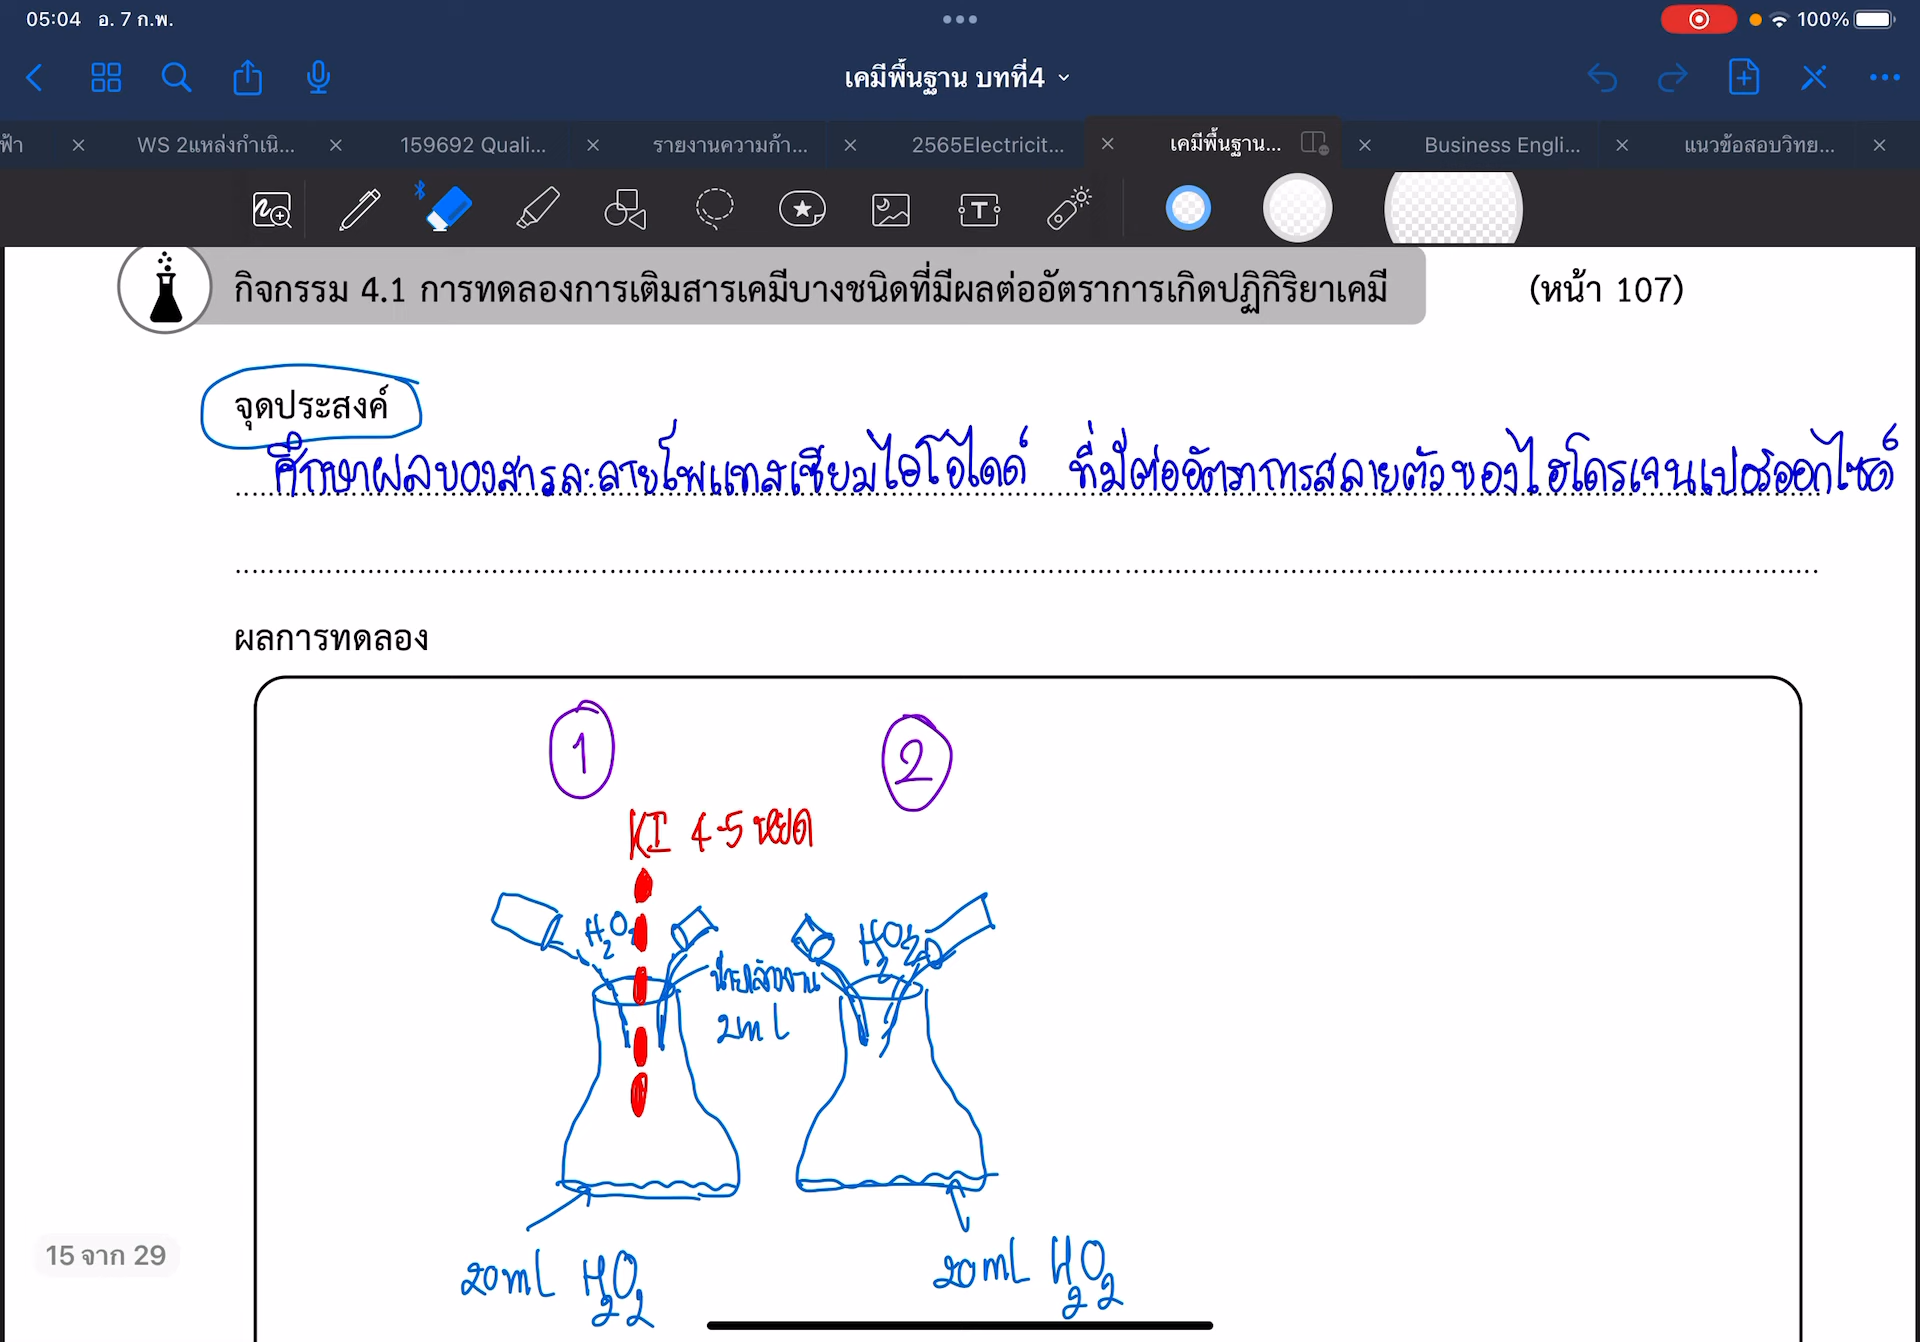 05:04 อ. 7 ก.พ.
100%
เคมีพื้นฐาน บทที่4
ฟ้า
WS 2แหล่งกำเนิ...
159692 Quali...
รายงานความก้า...
2565Electricit...
เคมีพื้นฐาน...
Business Engli...
แนวข้อสอบวิทย...
กิจกรรม 4.1 การทดลองการเติมสารเคมีบางชนิดที่มีผลต่ออัตราการเกิดปฏิกิริยาเคมี (หน้า 107)
จุดประสงค์
ศึกษาผลของสารละลายโพแทสเซียมไอโอไดด์ ที่มีต่ออัตราการสลายตัวของไฮโดรเจนเปอร์ออกไซด์
ผลการทดลอง
1 2
KI 4-5 หยด
H2O2 H2O2
น้ำยาล้างจาน
2ml
20ml H2O2 20ml H2O2
15 จาก 29